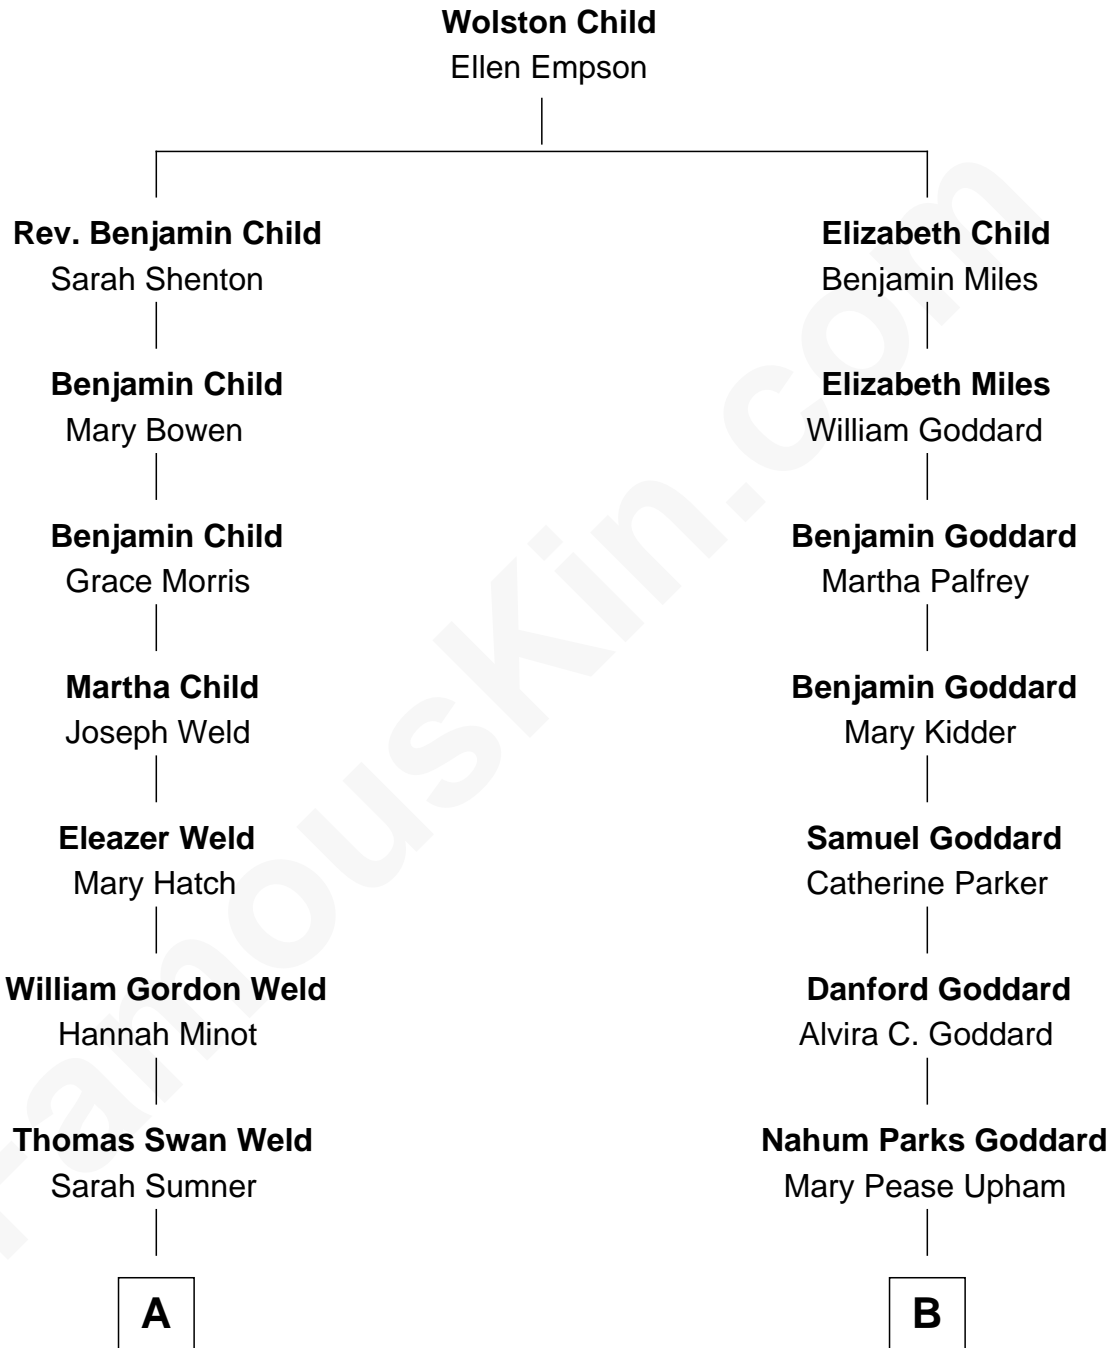 Wolston Child
Ellen Empson
Rev. Benjamin Child
Sarah Shenton
Elizabeth Child
Benjamin Miles
Benjamin Child
Mary Bowen
Elizabeth Miles
William Goddard
Benjamin Child
Grace Morris
Benjamin Goddard
Martha Palfrey
Martha Child
Joseph Weld
Benjamin Goddard
Mary Kidder
Eleazer Weld
Mary Hatch
Samuel Goddard
Catherine Parker
William Gordon Weld
Hannah Minot
Danford Goddard
Alvira C. Goddard
Thomas Swan Weld
Sarah Sumner
Nahum Parks Goddard
Mary Pease Upham
A
B
FamousKin.com